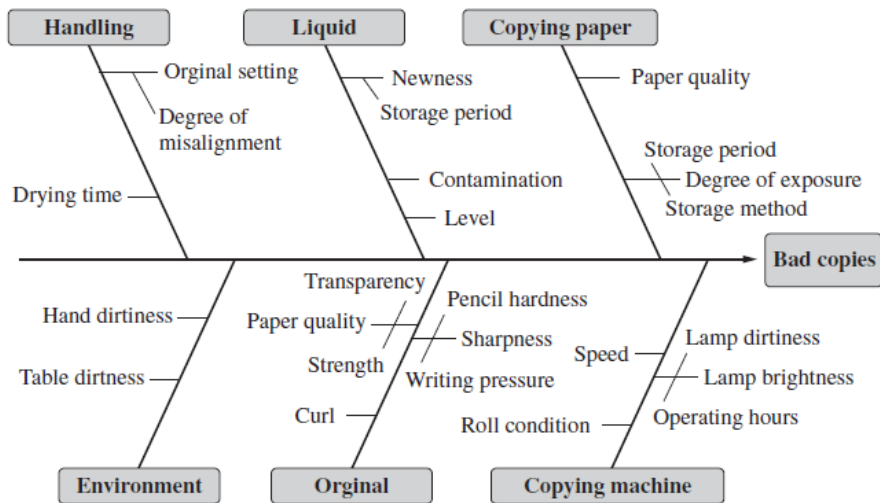 Handling
Liquid
Copying paper
Orginal setting
Degree of
misalignment
Drying time
Newness
Storage period
Contamination
Level
Paper quality
Storage period
Degree of exposure
Storage method
Bad copies
Hand dirtiness
Table dirtness
Transparency
Paper quality
Strength
Curl
Pencil hardness
Sharpness
Writing pressure
Speed
Roll condition
Lamp dirtiness
Lamp brightness
Operating hours
Environment
Orginal
Copying machine